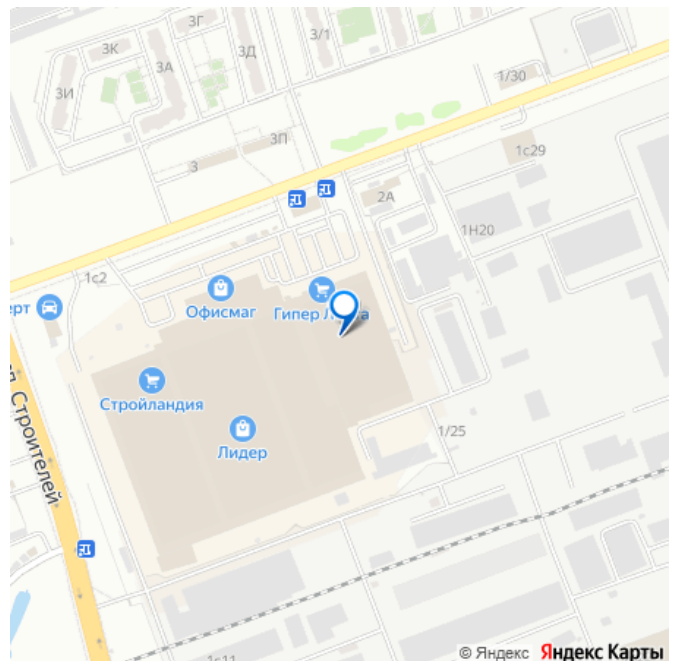 3К
3Г
3/1
3А
3Д
3И
1/30
3П
3
1с29
2А
1Н20
1с2
Офисмаг
Гипер
ерт
Стройландия
Лидер
1/25
Строителей
© Яндекс Яндекс Карты
1с11